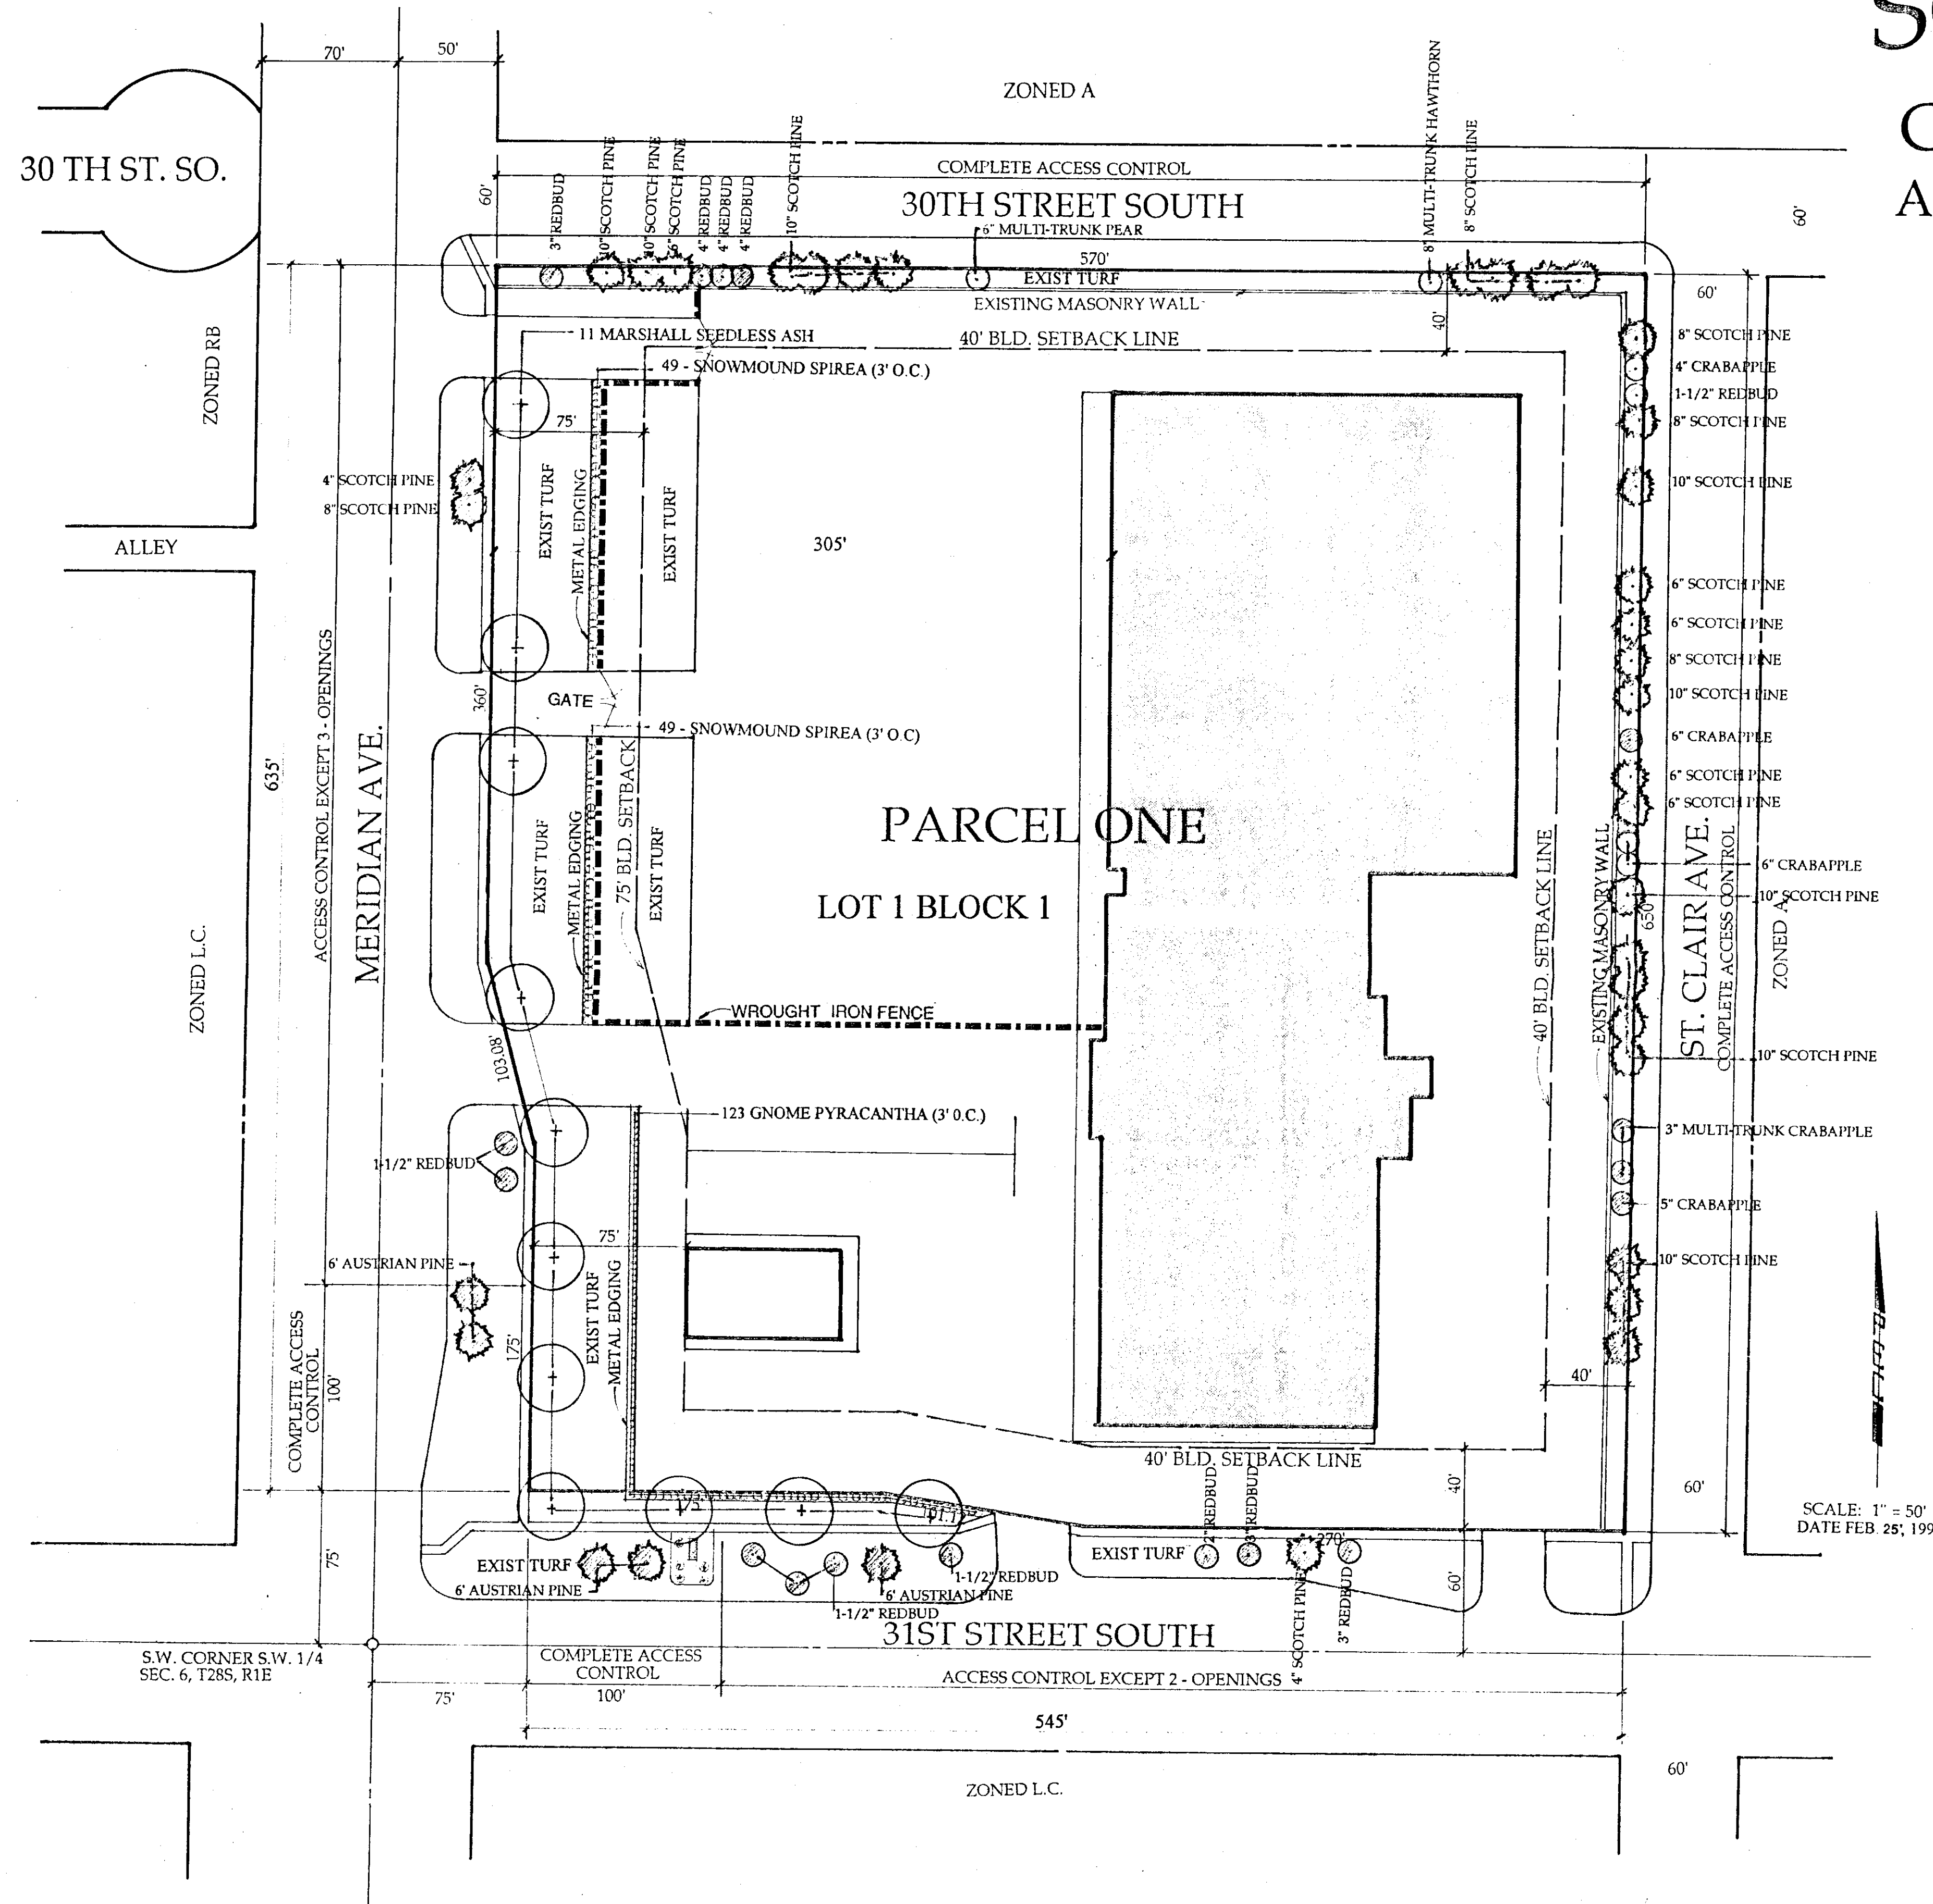 70'
50'
ZONED A
30 TH ST. SO.
60'
COMPLETE ACCESS CONTROL
30TH STREET SOUTH
60'
3" REDBUD
10" SCOTCH PINE
10" SCOTCH PINE
6" SCOTCH PINE
4" REDBUD
4" REDBUD
4" REDBUD
10" SCOTCH PINE
6" MULTI-TRUNK PEAR
8" MULTI-TRUNK HAWTHORN
8" SCOTCH PINE
570'
EXIST TURF
EXISTING MASONRY WALL
60'
11 MARSHALL SEEDLESS ASH
40' BLD. SETBACK LINE
40'
8" SCOTCH PINE
49 - SNOWMOUND SPIREA (3' O.C.)
4" CRABAPPLE
ZONED RB
1-1/2" REDBUD
75'
8" SCOTCH PINE
4" SCOTCH PINE
8" SCOTCH PINE
EXIST TURF
METAL EDGING
EXIST TURF
10" SCOTCH PINE
ALLEY
305'
6" SCOTCH PINE
6" SCOTCH PINE
8" SCOTCH PINE
10" SCOTCH PINE
360'
GATE
49 - SNOWMOUND SPIREA (3' O.C)
6" CRABAPPLE
635'
ACCESS CONTROL EXCEPT 3 - OPENINGS
MERIDIAN AVE.
6" SCOTCH PINE
6" SCOTCH PINE
EXIST TURF
METAL EDGING
75' BLD. SETBACK
EXIST TURF
PARCEL ONE
LOT 1 BLOCK 1
40' BLD. SETBACK LINE
EXISTING MASONRY WALL
650'
ST. CLAIR AVE.
COMPLETE ACCESS CONTROL
ZONED A
6" CRABAPPLE
10" SCOTCH PINE
ZONED L.C.
WROUGHT IRON FENCE
10" SCOTCH PINE
103.08'
123 GNOME PYRACANTHA (3' O.C.)
3" MULTI-TRUNK CRABAPPLE
1-1/2" REDBUD
5" CRABAPPLE
75'
6' AUSTRIAN PINE
10" SCOTCH PINE
EXIST TURF
METAL EDGING
175'
COMPLETE ACCESS
CONTROL
100'
40'
40' BLD. SETBACK LINE
40'
60'
SCALE: 1" = 50'
DATE FEB. 25', 199
2" REDBUD
3" REDBUD
175'
101.1
270'
75'
EXIST TURF
EXIST TURF
6' AUSTRIAN PINE
1-1/2" REDBUD
6' AUSTRIAN PINE
1-1/2" REDBUD
4" SCOTCH PINE
3" REDBUD
60'
31ST STREET SOUTH
S.W. CORNER S.W. 1/4
SEC. 6, T28S, R1E
COMPLETE ACCESS
CONTROL
ACCESS CONTROL EXCEPT 2 - OPENINGS
75'
100'
545'
60'
ZONED L.C.